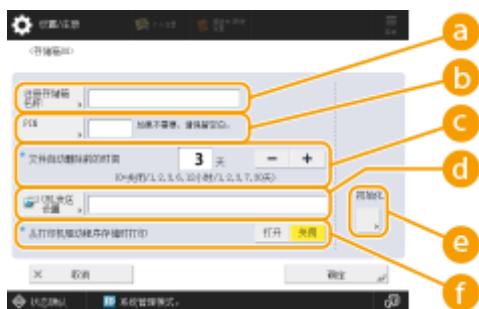 设置/注册
<存储箱00>
a
注册存储箱
名称
b
PIN
如果不要用，请保留空白。
c
* 文件自动删除前的时间
3 天 - +
(0=关闭/1, 2, 3, 6, 12小时/1, 2, 3, 7, 30天)
d
URL发送
设置
初始化
e
* 从打印机驱动程序存储时打印
打开 关闭
f
× 取消
确定
状态确认
系统管理模式。